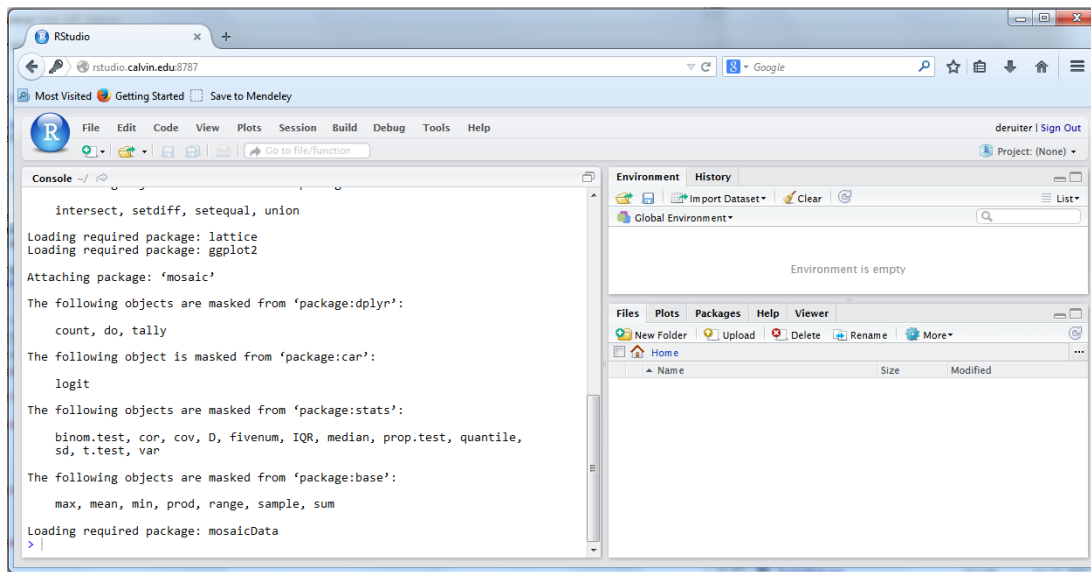 RStudio
rstudio.calvin.edu:8787
Google
Most Visited Getting Started Save to Mendeley
R
File Edit Code View Plots Session Build Debug Tools Help
deruiter | Sign Out
Go to file/function
Project: (None)
Console ~/
intersect, setdiff, setequal, union
Loading required package: lattice
Loading required package: ggplot2
Attaching package: ‘mosaic’
The following objects are masked from ‘package:dplyr’:
count, do, tally
The following object is masked from ‘package:car’:
logit
The following objects are masked from ‘package:stats’:
binom.test, cor, cov, D, fivenum, IQR, median, prop.test, quantile,
sd, t.test, var
The following objects are masked from ‘package:base’:
max, mean, min, prod, range, sample, sum
Loading required package: mosaicData
>
Environment History
Import Dataset Clear List
Global Environment
Environment is empty
Files Plots Packages Help Viewer
New Folder Upload Delete Rename More
Home
Name Size Modified